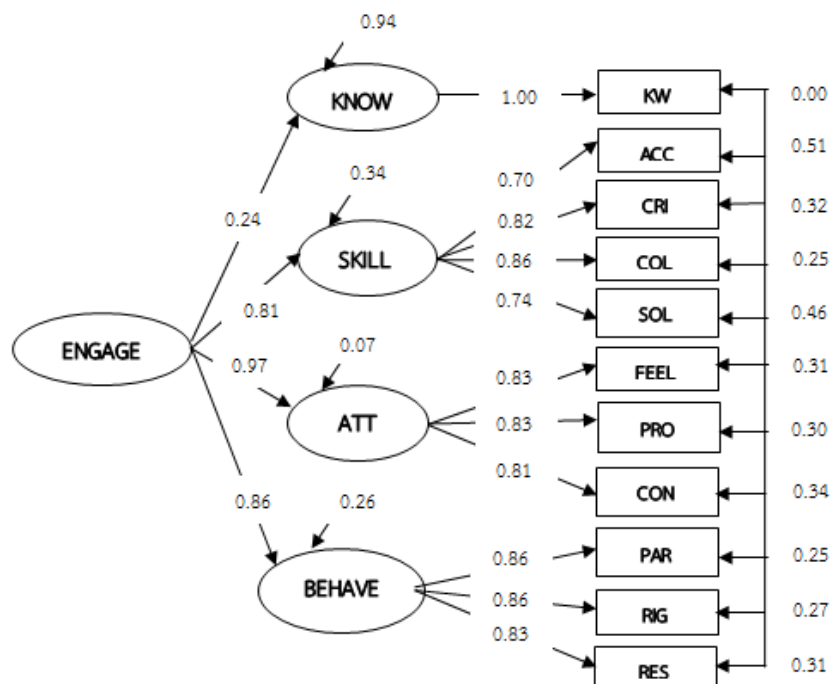 0.94
KNOW 1.00 KW 0.00
ACC 0.51
0.34 0.70
0.24 0.82 CRI 0.32
SKILL 0.86 COL 0.25
0.81 0.74 SOL 0.46
ENGAGE 0.07
0.97 0.83 FEEL 0.31
ATT 0.83 PRO 0.30
0.81 CON 0.34
0.86 0.26
0.86 PAR 0.25
BEHAVE 0.86 RIG 0.27
0.83 RES 0.31